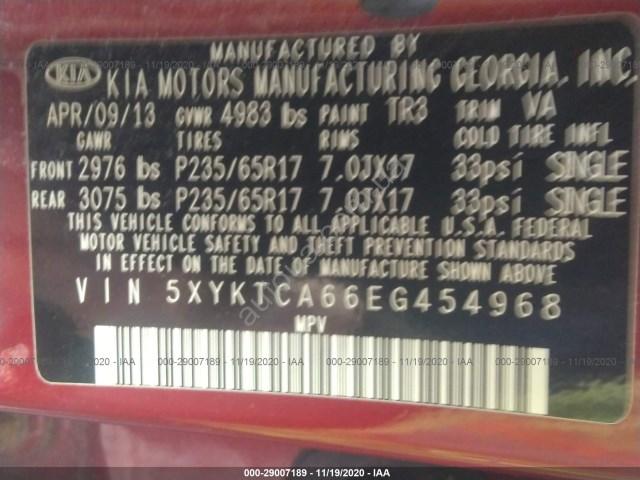 MANUFACTURED BY
KIA KIA MOTORS MANUFACTURING GEORGIA, INC.
APR/09/13 GVWR 4983 lbs PAINT TR3 TRIM VA
GAWR TIRES RIMS COLD TIRE INFL
FRONT 2976 lbs P235/65R17 7.0JX17 33psi SINGLE
REAR 3075 lbs P235/65R17 7.0JX17 33psi SINGLE
THIS VEHICLE CONFORMS TO ALL APPLICABLE U.S.A. FEDERAL
MOTOR VEHICLE SAFETY AND THEFT PREVENTION STANDARDS
IN EFFECT ON THE DATE OF MANUFACTURE SHOWN ABOVE.
VIN 5XYKTCA66EG454968
MPV
000-29007189 - 11/19/2020 - IAA